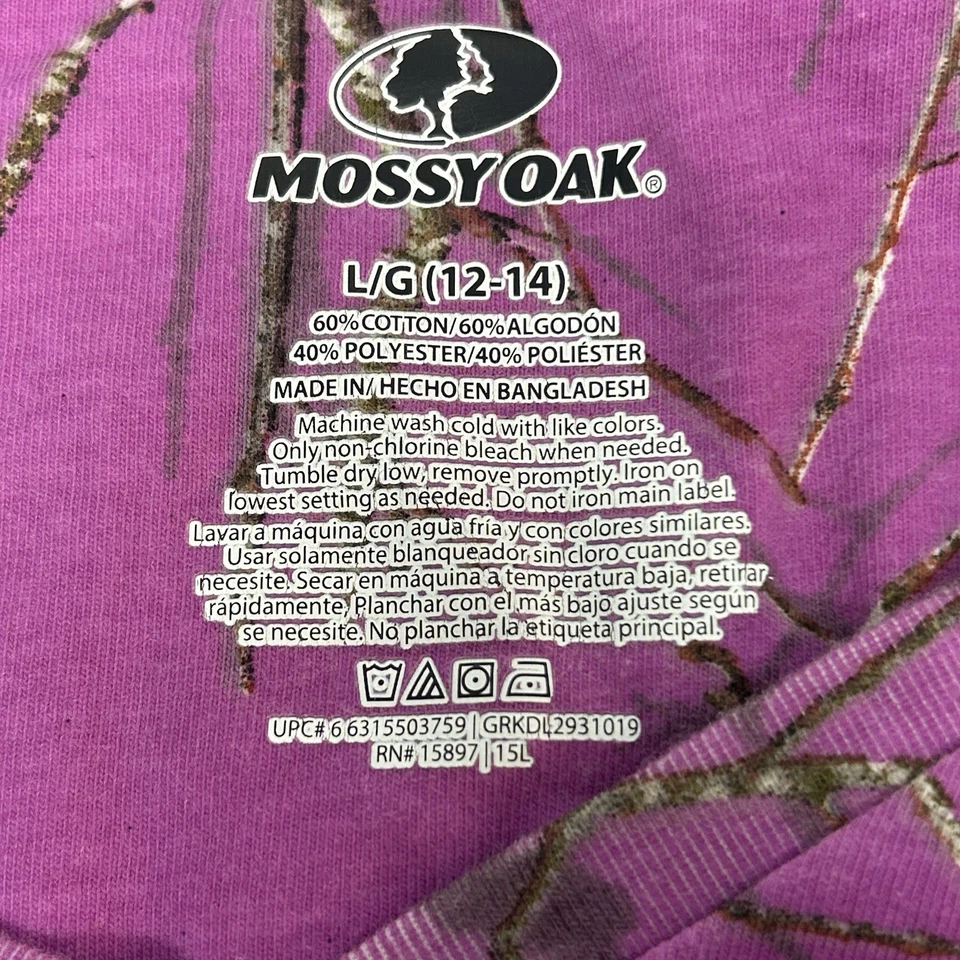 MOSSY OAK®
L/G (12-14)
60% COTTON/60% ALGODÓN
40% POLYESTER/40% POLIÉSTER
MADE IN/ HECHO EN BANGLADESH
Machine wash cold with like colors.
Only non-chlorine bleach when needed.
Tumble dry low, remove promptly. Iron on
lowest setting as needed. Do not iron main label.
Lavar a máquina con agua fría y con colores similares.
Usar solamente blanqueador sin cloro cuando se
necesite. Secar en máquina a temperatura baja, retirar
rápidamente, Planchar con el más bajo ajuste según
se necesite. No planchar la etiqueta principal.
UPC# 6 6315503759 | GRKDL2931019
RN# 15897 | 15L